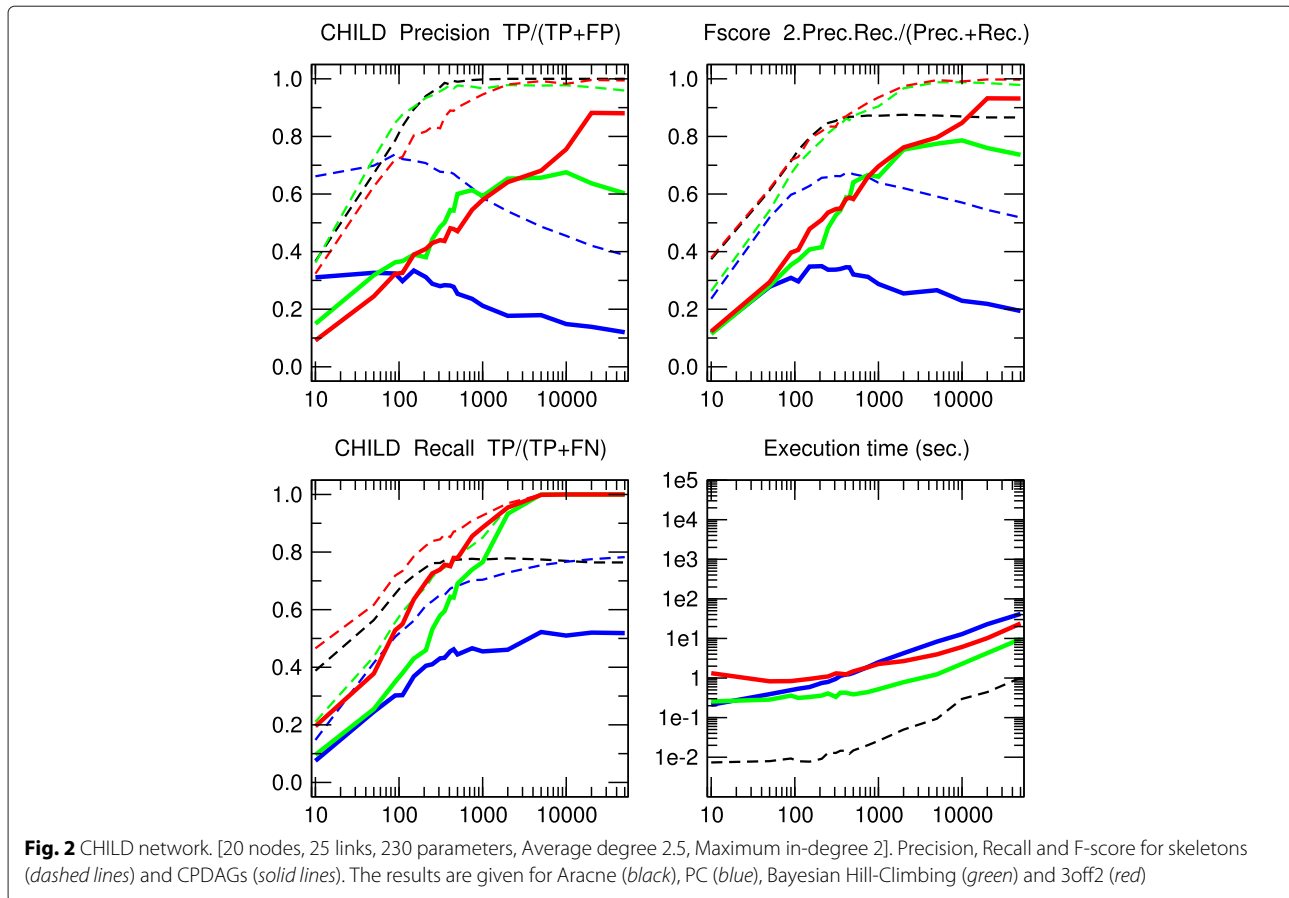 CHILD Precision TP/(TP+FP)
1.0
0.8
0.6
0.4
0.2
0.0
10 100 1000 10000
Fscore 2.Prec.Rec./(Prec.+Rec.)
1.0
0.8
0.6
0.4
0.2
0.0
10 100 1000 10000
CHILD Recall TP/(TP+FN)
1.0
0.8
0.6
0.4
0.2
0.0
10 100 1000 10000
Execution time (sec.)
1e5
1e4
1e3
1e2
1e1
1
1e-1
1e-2
10 100 1000 10000
Fig. 2 CHILD network. [20 nodes, 25 links, 230 parameters, Average degree 2.5, Maximum in-degree 2]. Precision, Recall and F-score for skeletons
(dashed lines) and CPDAGs (solid lines). The results are given for Aracne (black), PC (blue), Bayesian Hill-Climbing (green) and 3off2 (red)